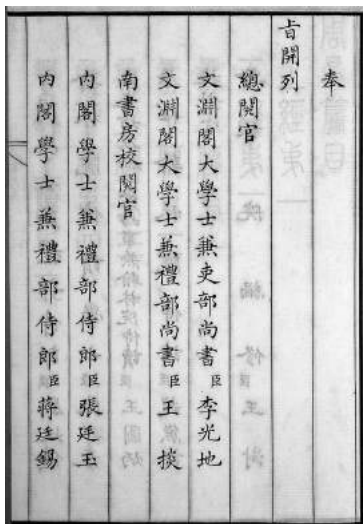 奉
旨開列
總閱官
文淵閣大學士兼吏部尚書臣李光地
文淵閣大學士兼禮部尚書臣王掞
南書房校閱官
內閣學士兼禮部侍郎臣張廷玉
內閣學士兼禮部侍郎臣蔣廷錫